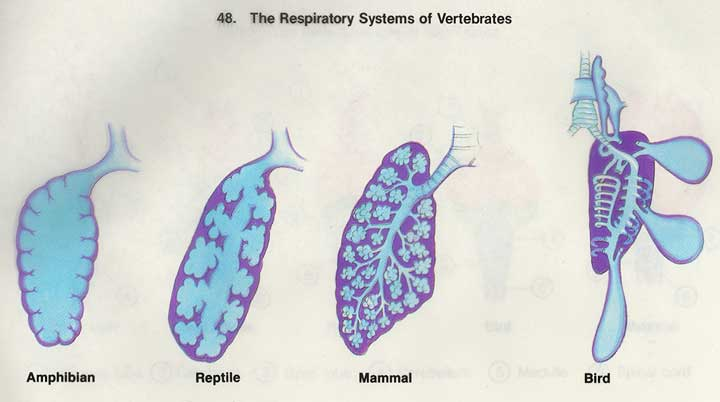 48. The Respiratory Systems of Vertebrates
Amphibian
Reptile
Mammal
Bird